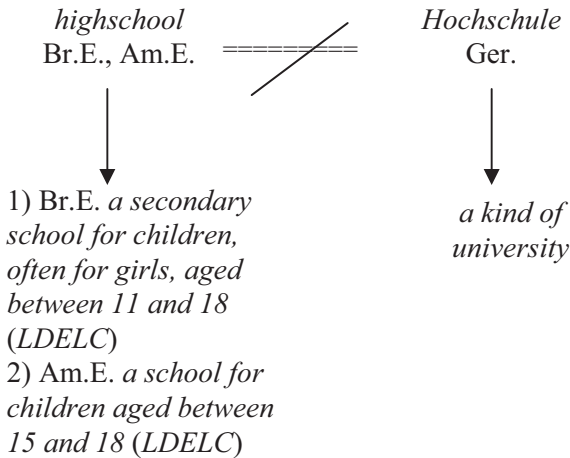 highschool
Br.E., Am.E.
=========
Hochschule
Ger.
1) Br.E. a secondary
school for children,
often for girls, aged
between 11 and 18
(LDELC)
2) Am.E. a school for
children aged between
15 and 18 (LDELC)
a kind of
university